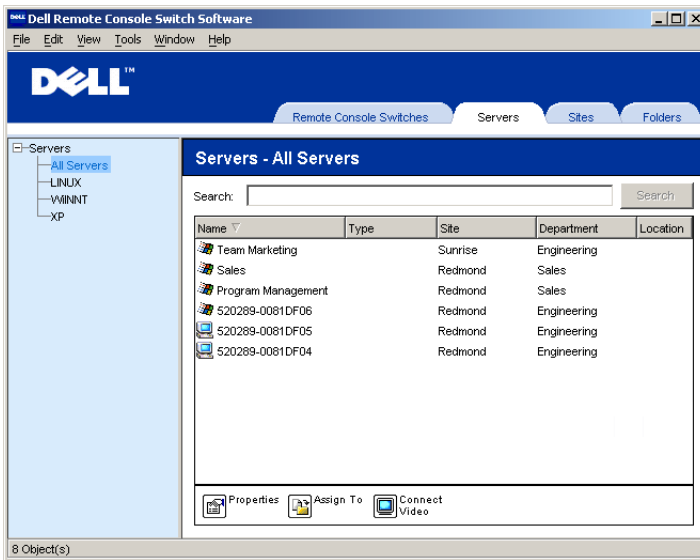 DELL Dell Remote Console Switch Software
File Edit View Tools Window Help
DELL™
Remote Console Switches Servers Sites Folders
Servers
All Servers
LINUX
WINNT
XP
Servers - All Servers
Search: Search
Name Type Site Department Location
Team Marketing Sunrise Engineering
Sales Redmond Sales
Program Management Redmond Sales
520289-0081DF06 Redmond Engineering
520289-0081DF05 Redmond Engineering
520289-0081DF04 Redmond Engineering
Properties Assign To Connect
Video
8 Object(s)